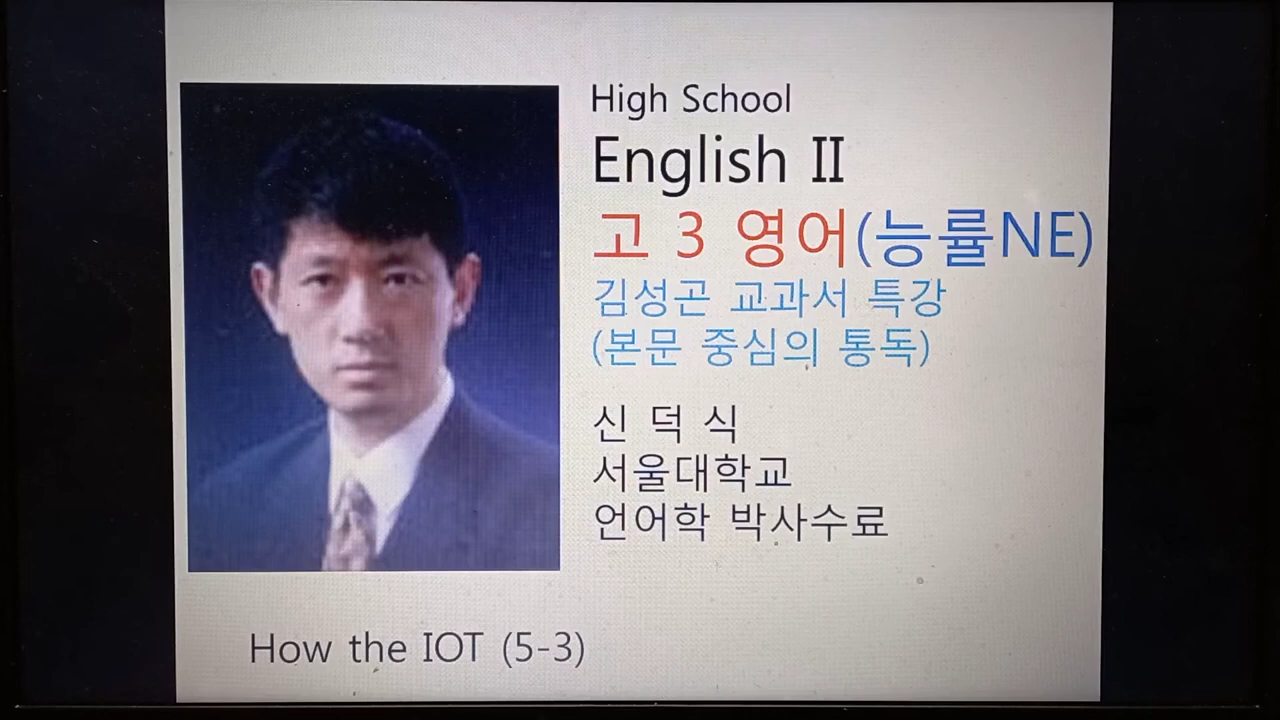 High School
English II
고 3 영어(능률NE)
김성곤 교과서 특강
(본문 중심의 통독)
신 덕 식
서울대학교
언어학 박사수료
How the IOT (5-3)